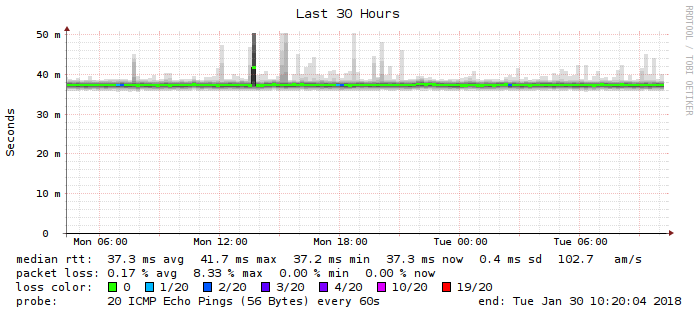 Last 30 Hours
RRDTOOL / TOBI OETIKER
Seconds
50 m
40 m
30 m
20 m
10 m
0
Mon 06:00 Mon 12:00 Mon 18:00 Tue 00:00 Tue 06:00
median rtt: 37.3 ms avg 41.7 ms max 37.2 ms min 37.3 ms now 0.4 ms sd 102.7 am/s
packet loss: 0.17 % avg 8.33 % max 0.00 % min 0.00 % now
loss color: 0 1/20 2/20 3/20 4/20 10/20 19/20
probe: 20 ICMP Echo Pings (56 Bytes) every 60s end: Tue Jan 30 10:20:04 2018